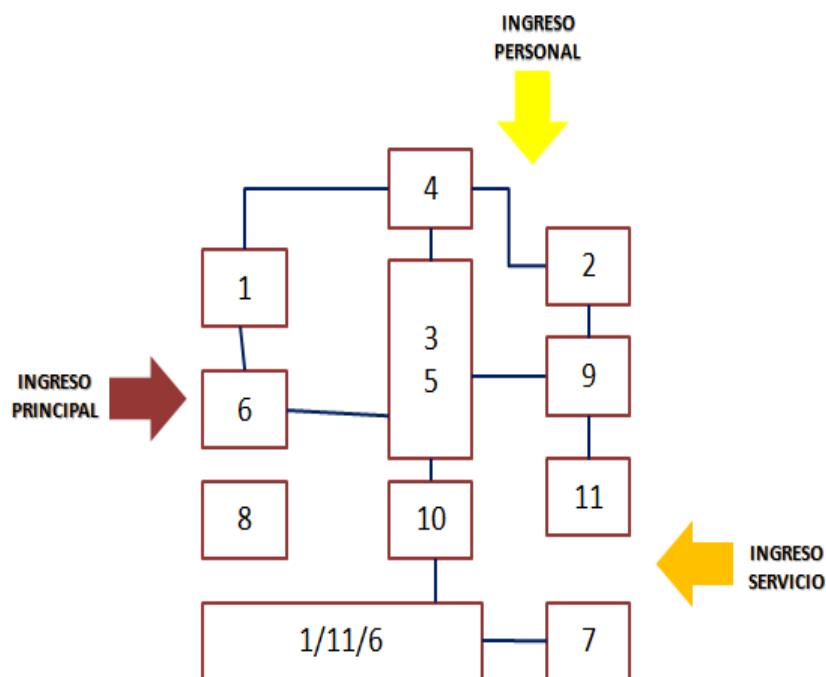 INGRESO
PERSONAL
4
2
1
3
5
9
INGRESO
PRINCIPAL
6
8
10
11
INGRESO
SERVICIO
1/11/6
7